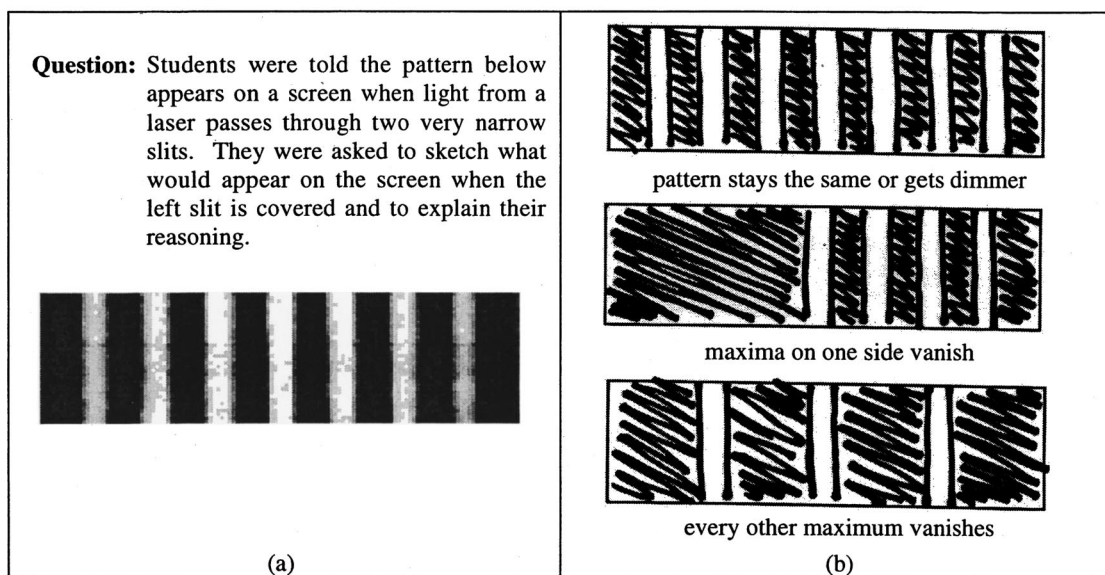 Question: Students were told the pattern below
appears on a screen when light from a
laser passes through two very narrow
slits. They were asked to sketch what
would appear on the screen when the
left slit is covered and to explain their
reasoning.
(a)
pattern stays the same or gets dimmer
maxima on one side vanish
every other maximum vanishes
(b)